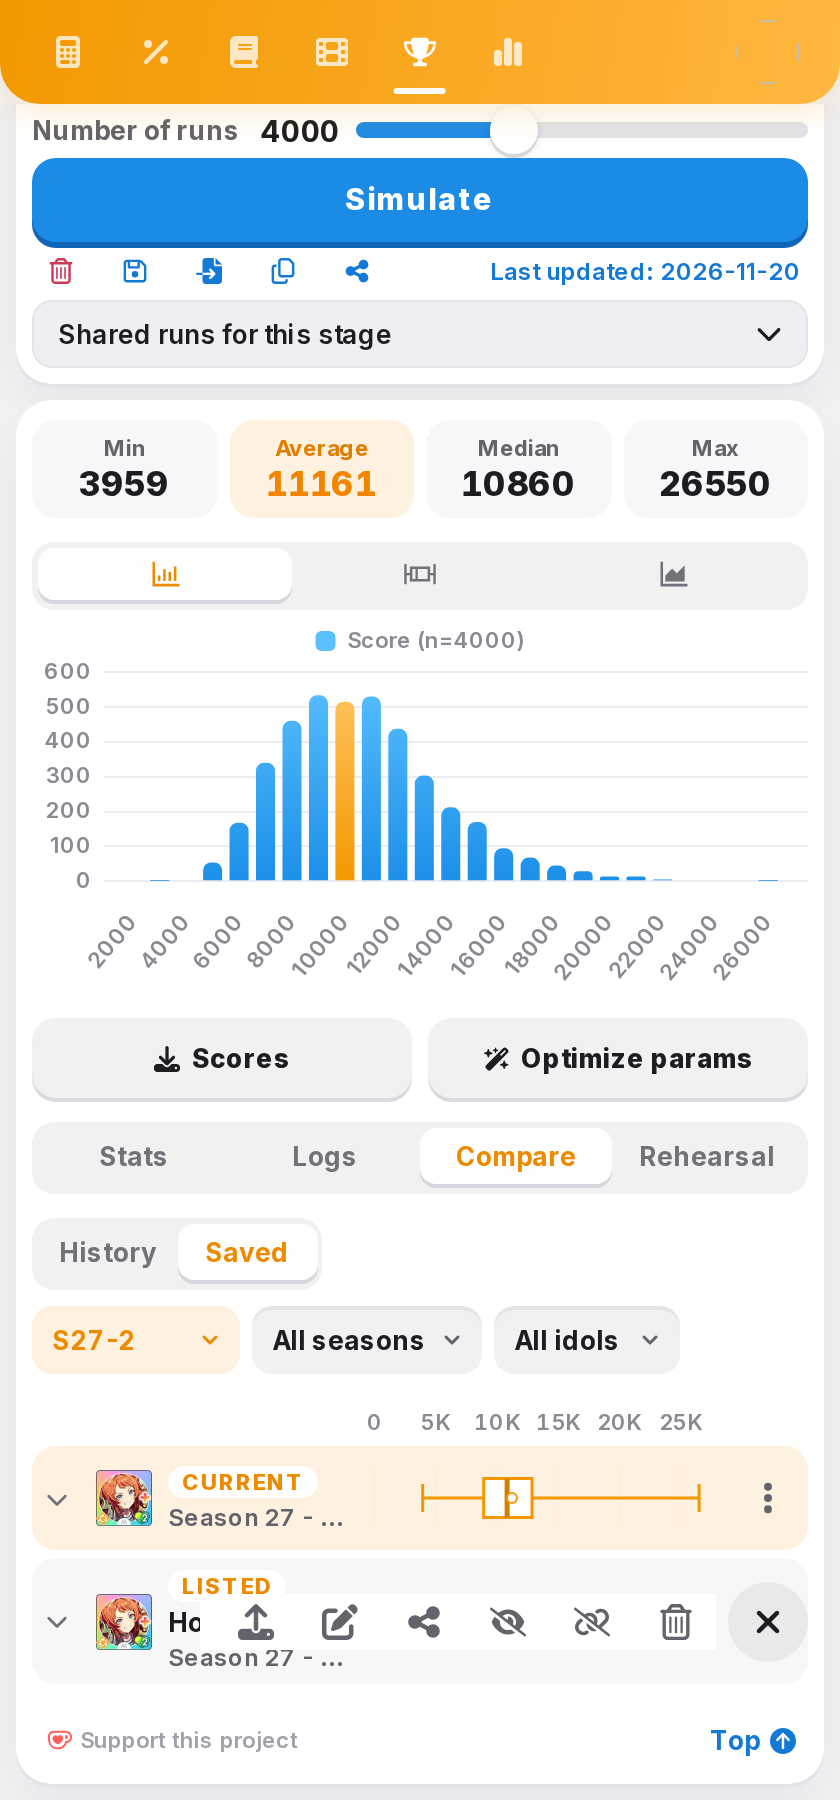 Number of runs 4000
Simulate
Last updated: 2026-11-20
Shared runs for this stage
Min
3959
Average
11161
Median
10860
Max
26550
Score (n=4000)
600
500
400
300
200
100
0
2000 4000 6000 8000 10000 12000 14000 16000 18000 20000 22000 24000 26000
Scores
Optimize params
Stats Logs Compare Rehearsal
History Saved
S27-2 All seasons All idols
0 5K 10K 15K 20K 25K
CURRENT
Season 27 - ...
LISTED
Ho
Season 27 - ...
Support this project
Top